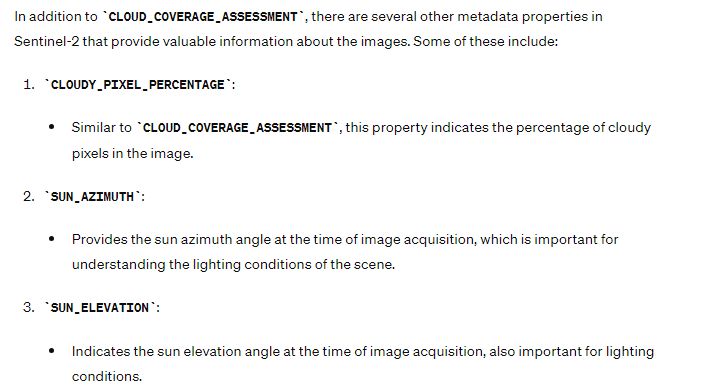 In addition to `CLOUD_COVERAGE_ASSESSMENT`, there are several other metadata properties in
Sentinel-2 that provide valuable information about the images. Some of these include:
1. `CLOUDY_PIXEL_PERCENTAGE`:
• Similar to `CLOUD_COVERAGE_ASSESSMENT`, this property indicates the percentage of cloudy
pixels in the image.
2. `SUN_AZIMUTH`:
• Provides the sun azimuth angle at the time of image acquisition, which is important for
understanding the lighting conditions of the scene.
3. `SUN_ELEVATION`:
• Indicates the sun elevation angle at the time of image acquisition, also important for lighting
conditions.